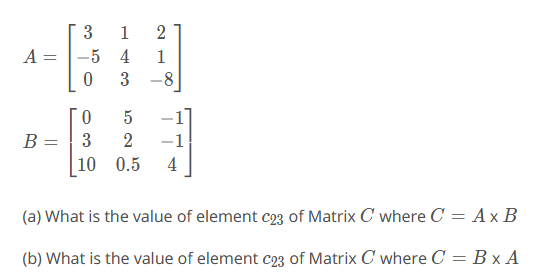 A = [ 3 1 2
-5 4 1
0 3 -8 ]
B = [ 0 5 -1
3 2 -1
10 0.5 4 ]
(a) What is the value of element c₂₃ of Matrix C where C = A x B
(b) What is the value of element c₂₃ of Matrix C where C = B x A